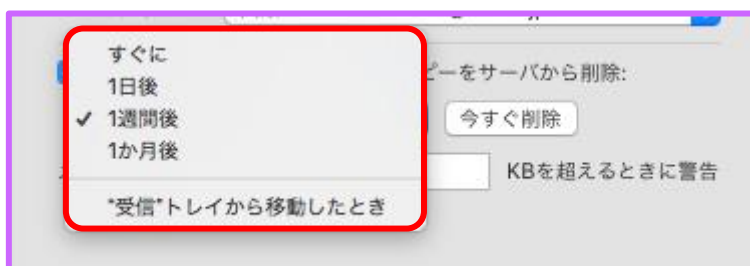 すぐに
ピーをサーバから削除:
1日後
✓ 1週間後
今すぐ削除
1か月後
KBを超えるときに警告
"受信"トレイから移動したとき